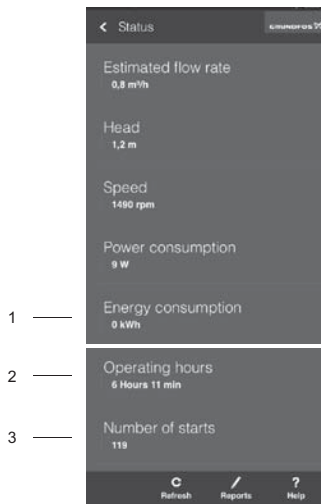 Status
GRUNDFOS
Estimated flow rate
0,8 m³/h
Head
1,2 m
Speed
1490 rpm
Power consumption
9 W
1
Energy consumption
0 kWh
2
Operating hours
6 Hours 11 min
3
Number of starts
119
Refresh Reports Help